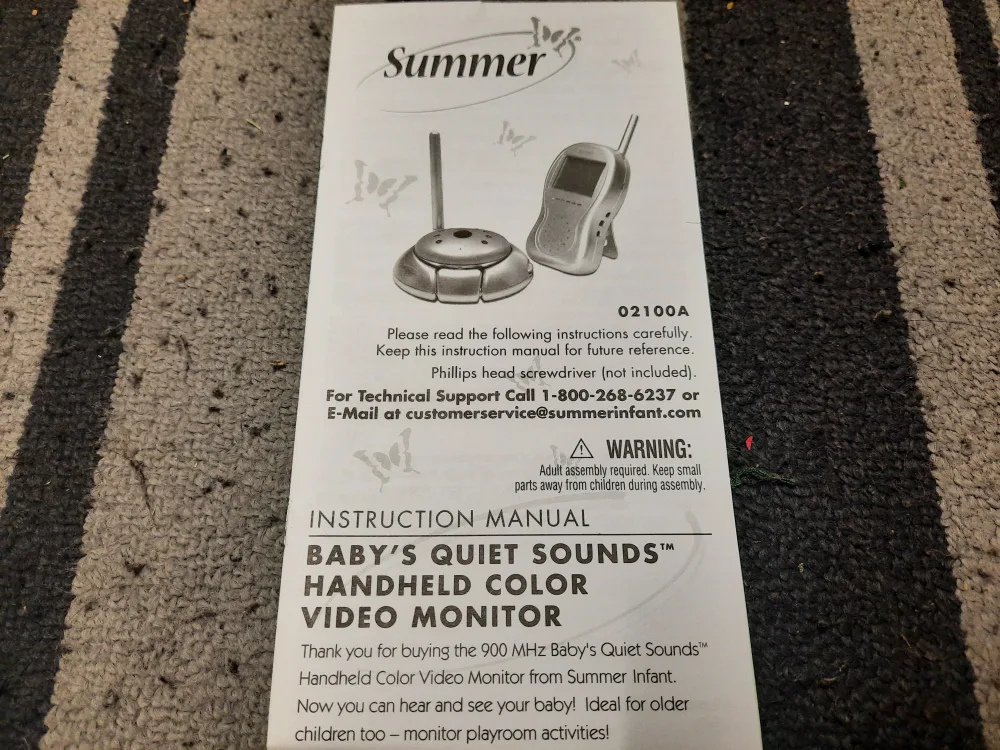 Summer
02100A
Please read the following instructions carefully.
Keep this instruction manual for future reference.
Phillips head screwdriver (not included).
For Technical Support Call 1-800-268-6237 or
E-Mail at customerservice@summerinfant.com
WARNING:
Adult assembly required. Keep small
parts away from children during assembly.
INSTRUCTION MANUAL
BABY'S QUIET SOUNDS™
HANDHELD COLOR
VIDEO MONITOR
Thank you for buying the 900 MHz Baby's Quiet Sounds™
Handheld Color Video Monitor from Summer Infant.
Now you can hear and see your baby! Ideal for older
children too – monitor playroom activities!